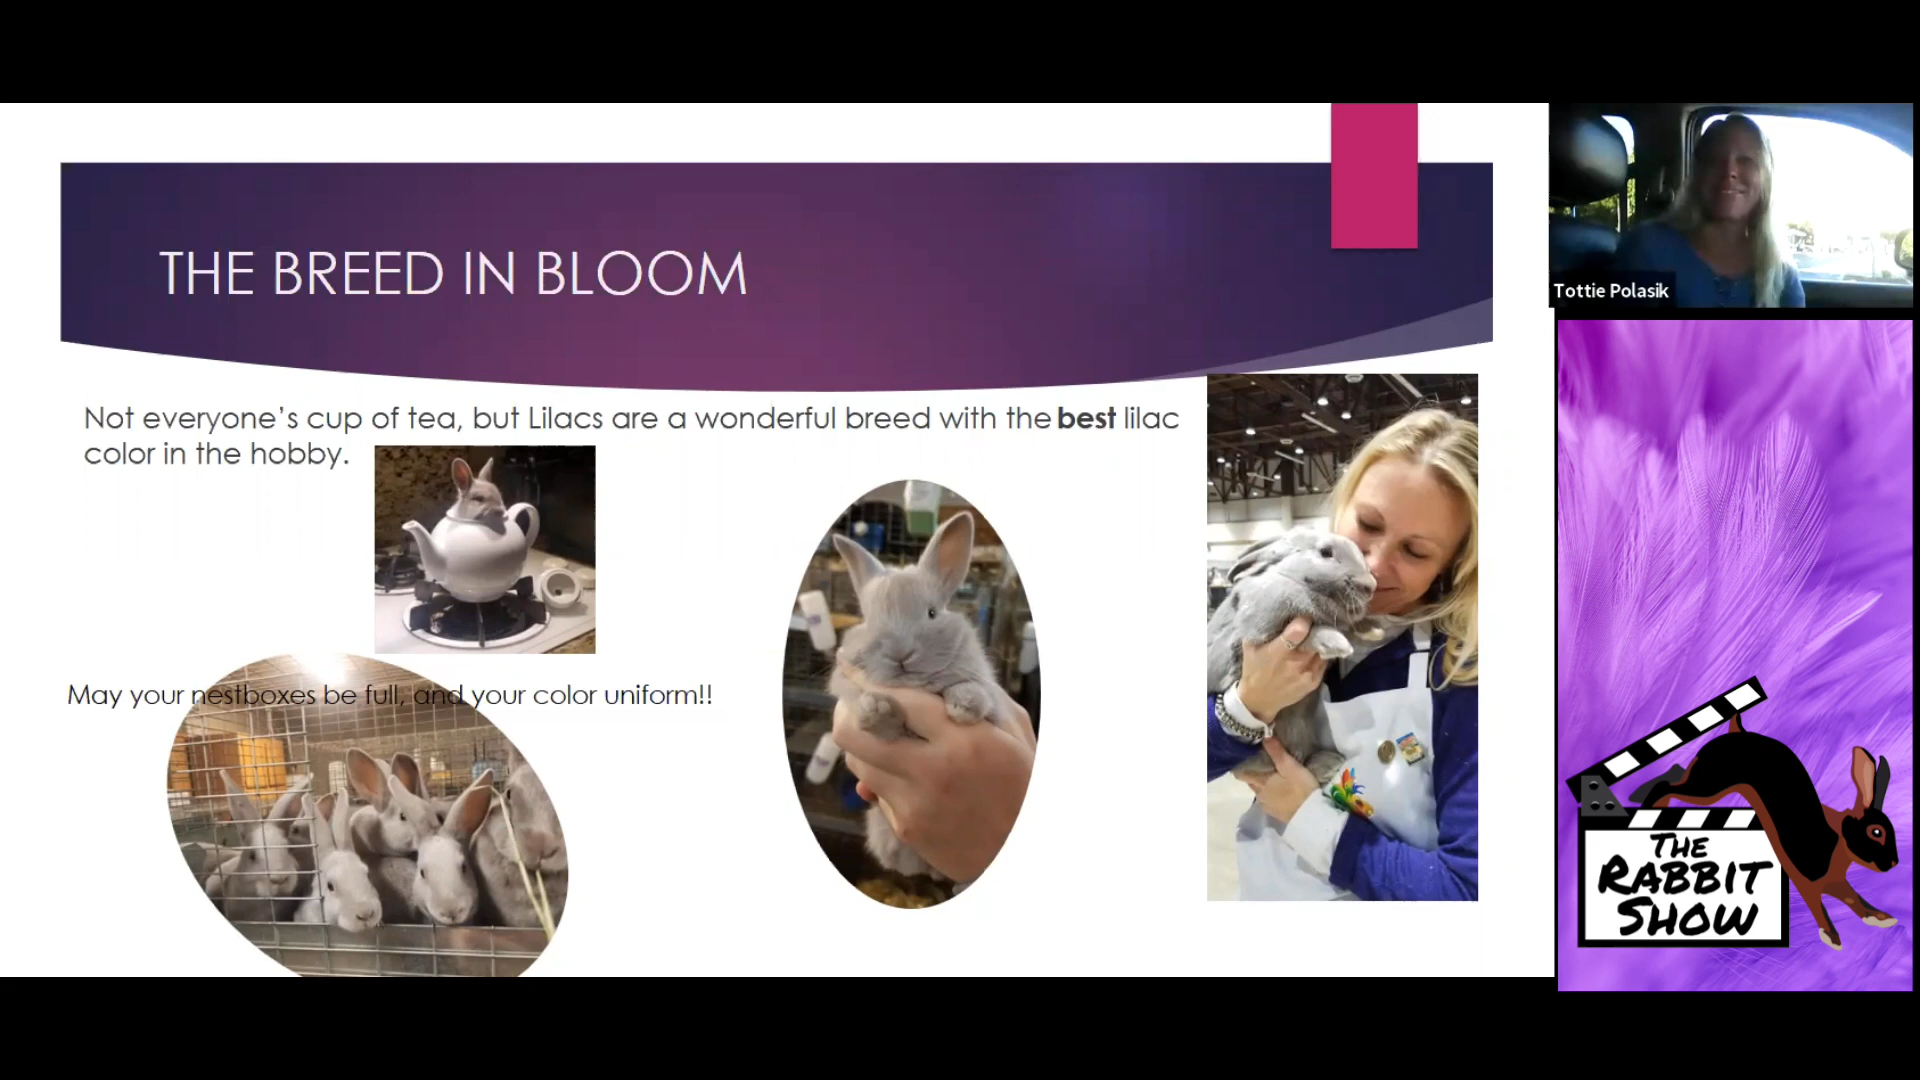 THE BREED IN BLOOM
Not everyone's cup of tea, but Lilacs are a wonderful breed with the best lilac
color in the hobby.
May your nestboxes be full, and your color uniform!!
Tottie Polasik
THE
RABBIT
SHOW